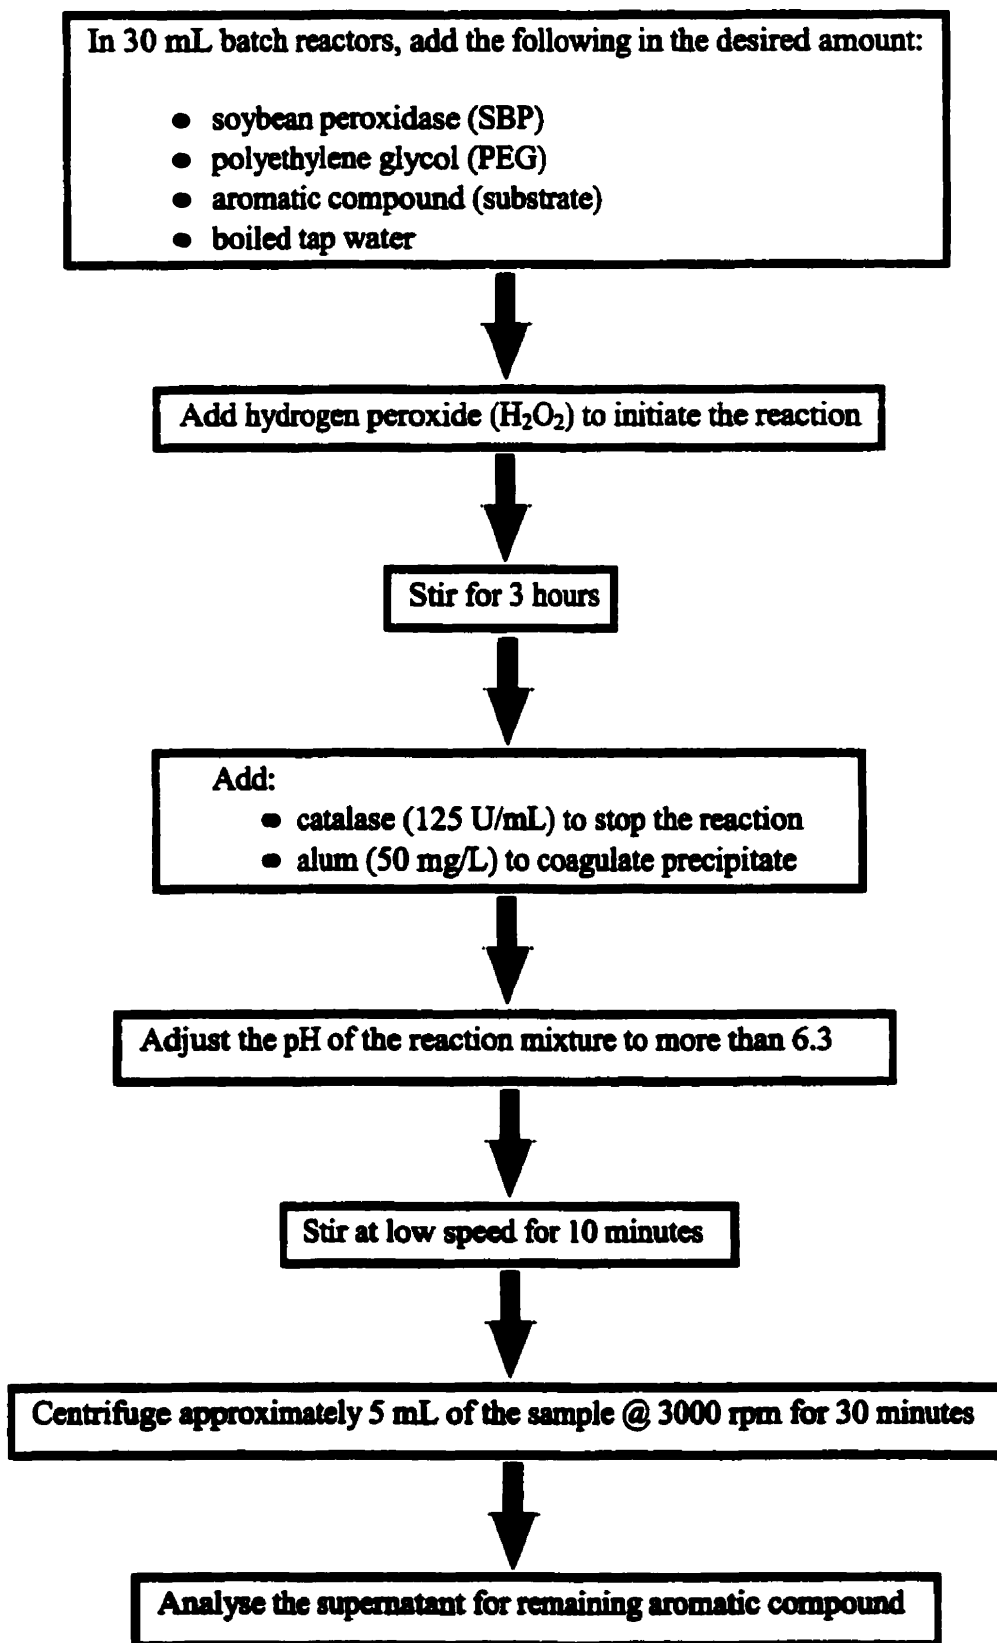 In 30 mL batch reactors, add the following in the desired amount:
● soybean peroxidase (SBP)
● polyethylene glycol (PEG)
● aromatic compound (substrate)
● boiled tap water
Add hydrogen peroxide (H₂O₂) to initiate the reaction
Stir for 3 hours
Add:
● catalase (125 U/mL) to stop the reaction
● alum (50 mg/L) to coagulate precipitate
Adjust the pH of the reaction mixture to more than 6.3
Stir at low speed for 10 minutes
Centrifuge approximately 5 mL of the sample @ 3000 rpm for 30 minutes
Analyse the supernatant for remaining aromatic compound